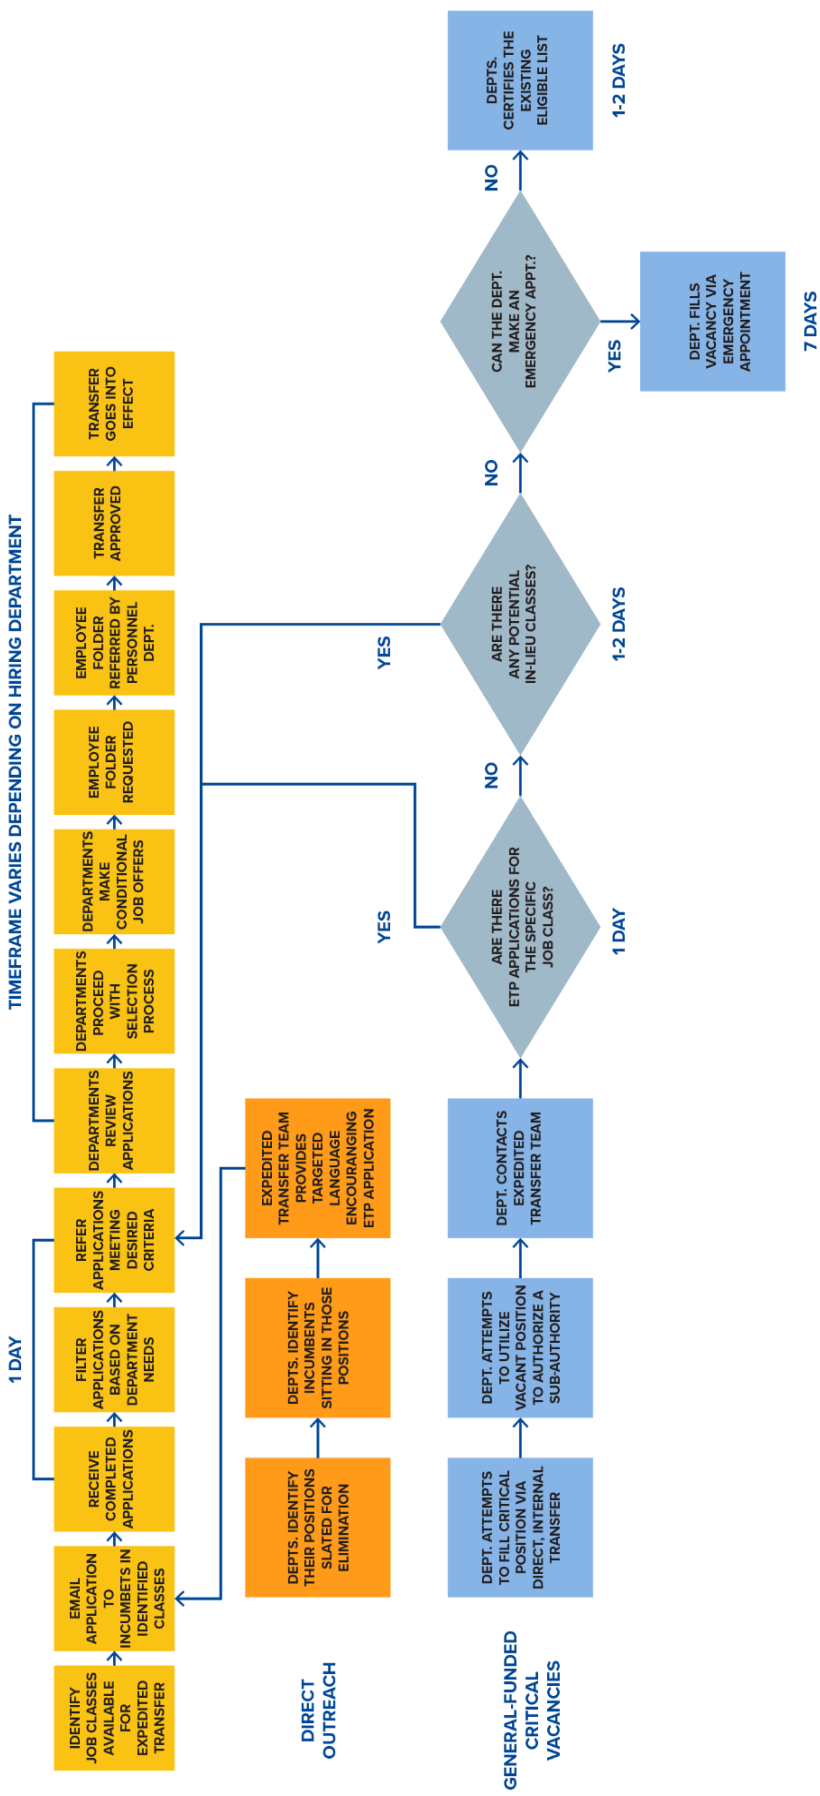 TIMEFRAME VARIES DEPENDING ON HIRING DEPARTMENT
1 DAY
IDENTIFY
JOB CLASSES
AVAILABLE
FOR
EXPEDITED
TRANSFER
EMAIL
APPLICATION
TO
INCUMBETS IN
IDENTIFIED
CLASSES
RECEIVE
COMPLETED
APPLICATIONS
FILTER
APPLICATIONS
BASED ON
DEPARTMENT
NEEDS
REFER
APPLICATIONS
MEETING
DESIRED
CRITERIA
DEPARTMENTS
REVIEW
APPLICATIONS
DEPARTMENTS
PROCEED
WITH
SELECTION
PROCESS
DEPARTMENTS
MAKE
CONDITIONAL
JOB OFFERS
EMPLOYEE
FOLDER
REQUESTED
EMPLOYEE
FOLDER
REFERRED BY
PERSONNEL
DEPT.
TRANSFER
APPROVED
TRANSFER
GOES INTO
EFFECT
DIRECT
OUTREACH
DEPTS. IDENTIFY
THEIR POSITIONS
SLATED FOR
ELIMINATION
DEPTS. IDENTIFY
INCUMBENTS
SITTING IN THOSE
POSITIONS
EXPEDITED
TRANSFER TEAM
PROVIDES
TARGETED
LANGUAGE
ENCOURANGING
ETP APPLICATION
GENERAL-FUNDED
CRITICAL
VACANCIES
DEPT. ATTEMPTS
TO FILL CRITICAL
POSITION VIA
DIRECT, INTERNAL
TRANSFER
DEPT. ATTEMPTS
TO UTILIZE
VACANT POSITION
TO AUTHORIZE A
SUB-AUTHORITY
DEPT. CONTACTS
EXPEDITED
TRANSFER TEAM
YES
ARE THERE
ETP APPLICATIONS FOR
THE SPECIFIC
JOB CLASS?
1 DAY
NO
YES
ARE THERE
ANY POTENTIAL
IN-LIEU CLASSES?
1-2 DAYS
NO
CAN THE DEPT.
MAKE AN
EMERGENCY APPT.?
YES
DEPT. FILLS
VACANCY VIA
EMERGENCY
APPOINTMENT
7 DAYS
NO
DEPTS.
CERTIFIES THE
EXISTING
ELIGIBLE LIST
1-2 DAYS